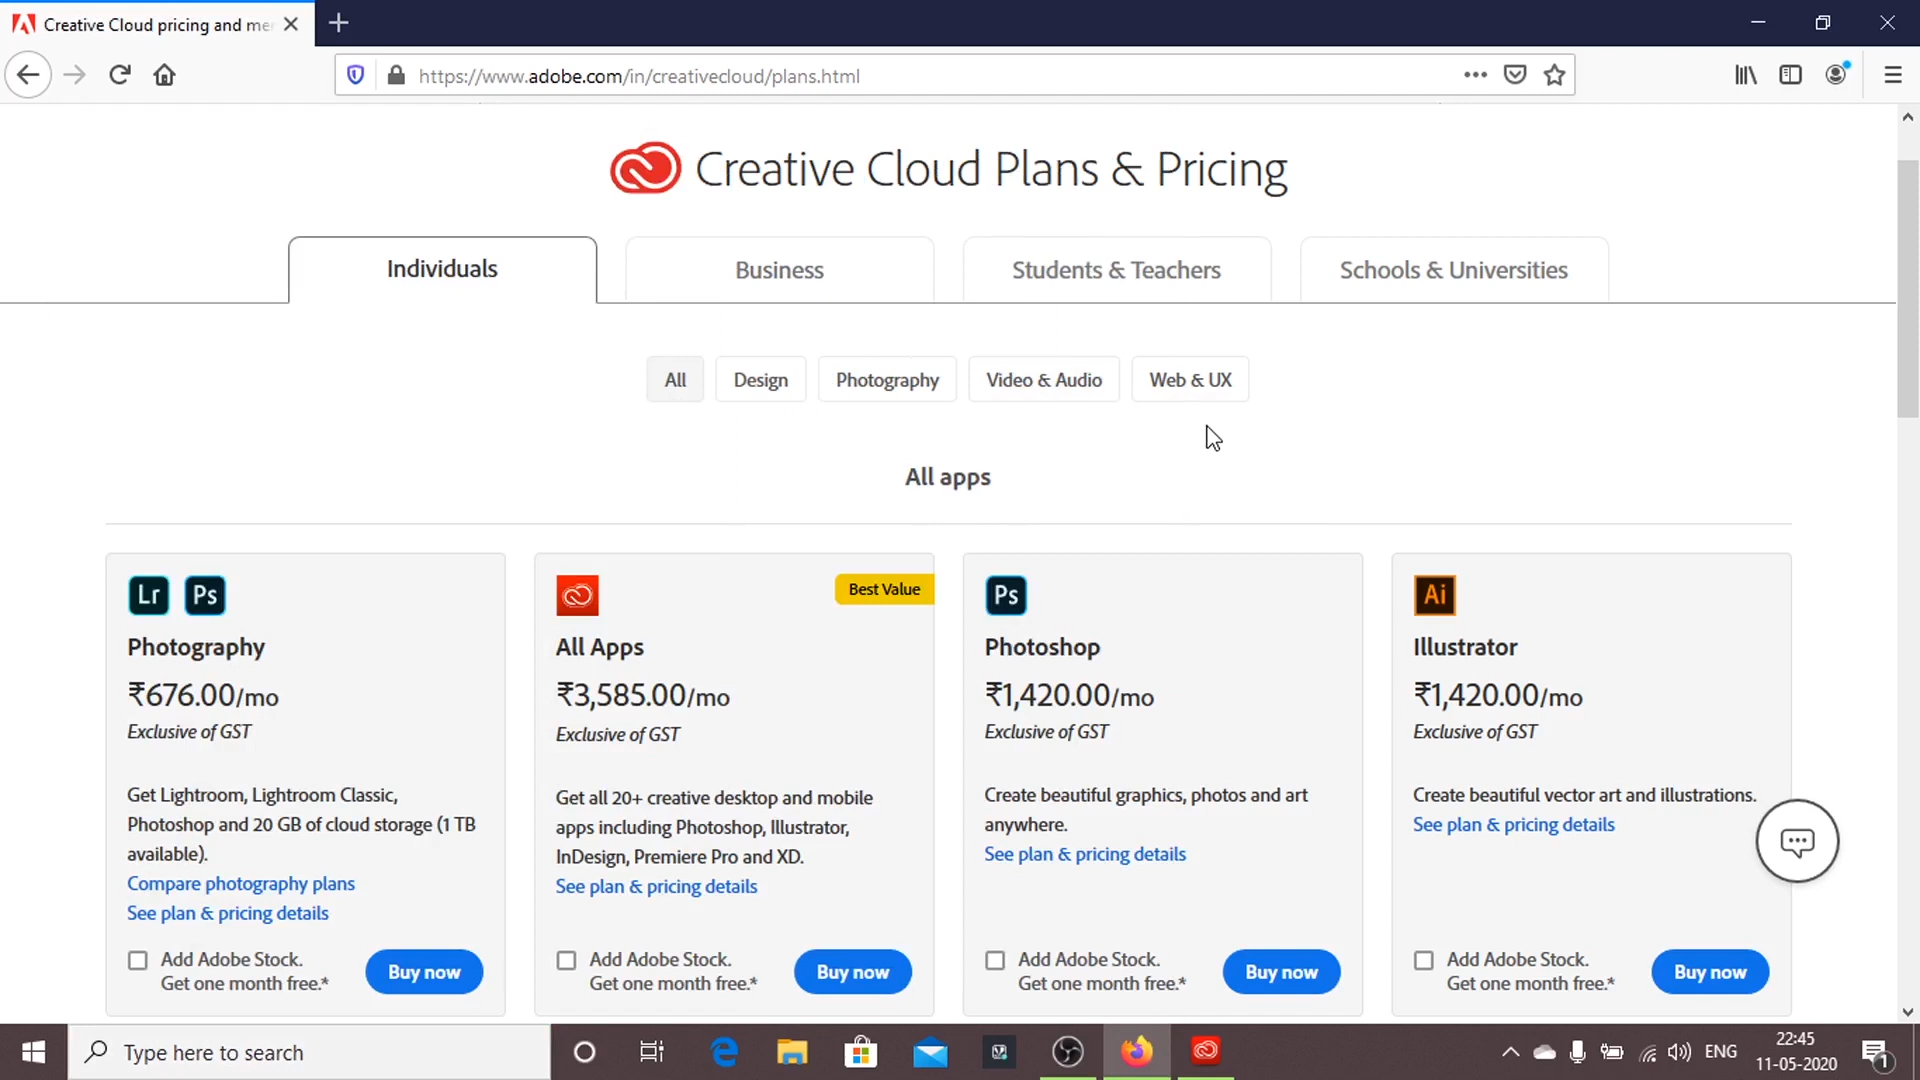 Creative Cloud pricing and me
https://www.adobe.com/in/creativecloud/plans.html
Creative Cloud Plans & Pricing
Individuals
Business
Students & Teachers
Schools & Universities
All
Design
Photography
Video & Audio
Web & UX
All apps
Lr
Ps
Photography
₹676.00/mo
Exclusive of GST
Get Lightroom, Lightroom Classic,
Photoshop and 20 GB of cloud storage (1 TB
available).
Compare photography plans
See plan & pricing details
Add Adobe Stock.
Get one month free.*
Buy now
Best Value
All Apps
₹3,585.00/mo
Exclusive of GST
Get all 20+ creative desktop and mobile
apps including Photoshop, Illustrator,
InDesign, Premiere Pro and XD.
See plan & pricing details
Add Adobe Stock.
Get one month free.*
Buy now
Ps
Photoshop
₹1,420.00/mo
Exclusive of GST
Create beautiful graphics, photos and art
anywhere.
See plan & pricing details
Add Adobe Stock.
Get one month free.*
Buy now
Ai
Illustrator
₹1,420.00/mo
Exclusive of GST
Create beautiful vector art and illustrations.
See plan & pricing details
Add Adobe Stock.
Get one month free.*
Buy now
Type here to search
ENG
22:45
11-05-2020
1